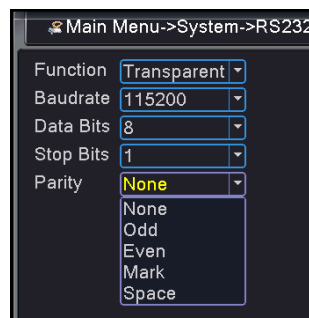 Main Menu->System->RS232
Function Transparent
Baudrate 115200
Data Bits 8
Stop Bits 1
Parity None
None
Odd
Even
Mark
Space